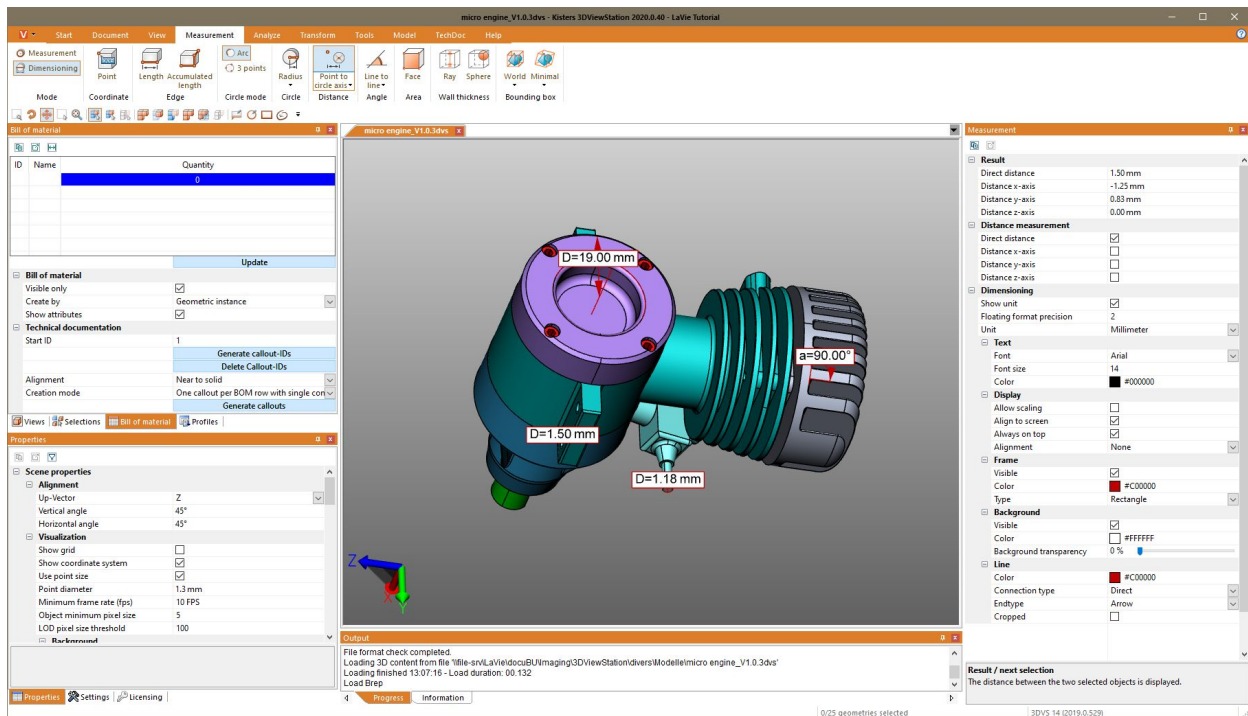 micro engine_V1.0.3dvs - Kisters 3DViewStation 2020.0.40 - LaVie Tutorial
V Start Document View Measurement Analyze Transform Tools Model TechDoc Help
Measurement
Dimensioning
Mode
Point
Coordinate
Length Accumulated length
Edge
Arc
3 points
Circle mode
Radius
Circle
Point to circle axis
Distance
Line to line
Angle
Face
Area
Ray Sphere
Wall thickness
World Minimal
Bounding box
Bill of material
ID Name Quantity
0
Update
Bill of material
Visible only
Create by Geometric instance
Show attributes
Technical documentation
Start ID 1
Generate callout-IDs
Delete Callout-IDs
Alignment Near to solid
Creation mode One callout per BOM row with single con
Generate callouts
Views Selections Bill of material Profiles
Properties
Scene properties
Alignment
Up-Vector Z
Vertical angle 45°
Horizontal angle 45°
Visualization
Show grid
Show coordinate system
Use point size
Point diameter 1.3 mm
Minimum frame rate (fps) 10 FPS
Object minimum pixel size 5
LOD pixel size threshold 100
Background
Properties Settings Licensing
micro engine_V1.0.3dvs
D=19.00 mm
a=90.00°
D=1.50 mm
D=1.18 mm
Z
X
Y
Output
File format check completed.
Loading 3D content from file '\\file-srv\LaVie\docuBU\Imaging\3DViewStation\divers\Modelle\micro engine_V1.0.3dvs'
Loading finished 13:07:16 - Load duration: 00.132
Load Brep
Progress Information
Measurement
Result
Direct distance 1.50 mm
Distance x-axis -1.25 mm
Distance y-axis 0.83 mm
Distance z-axis 0.00 mm
Distance measurement
Direct distance
Distance x-axis
Distance y-axis
Distance z-axis
Dimensioning
Show unit
Floating format precision 2
Unit Millimeter
Text
Font Arial
Font size 14
Color #000000
Display
Allow scaling
Align to screen
Always on top
Alignment None
Frame
Visible
Color #C00000
Type Rectangle
Background
Visible
Color #FFFFFF
Background transparency 0 %
Line
Color #C00000
Connection type Direct
Endtype Arrow
Cropped
Result / next selection
The distance between the two selected objects is displayed.
0/25 geometries selected 3DVS 14 (2019.0.529)